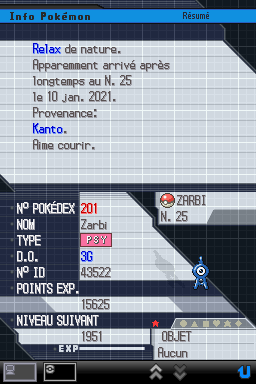 Info Pokémon
Résumé
Relax de nature.
Apparemment arrivé après
longtemps au N. 25
le 10 jan. 2021.
Provenance:
Kanto.
Aime courir.
Nº POKÉDEX 201
ZARBI
N. 25
NOM Zarbi
TYPE PSY
D.O. 3G
Nº ID 43522
POINTS EXP.
15625
NIVEAU SUIVANT
1951
EXP
OBJET
Aucun